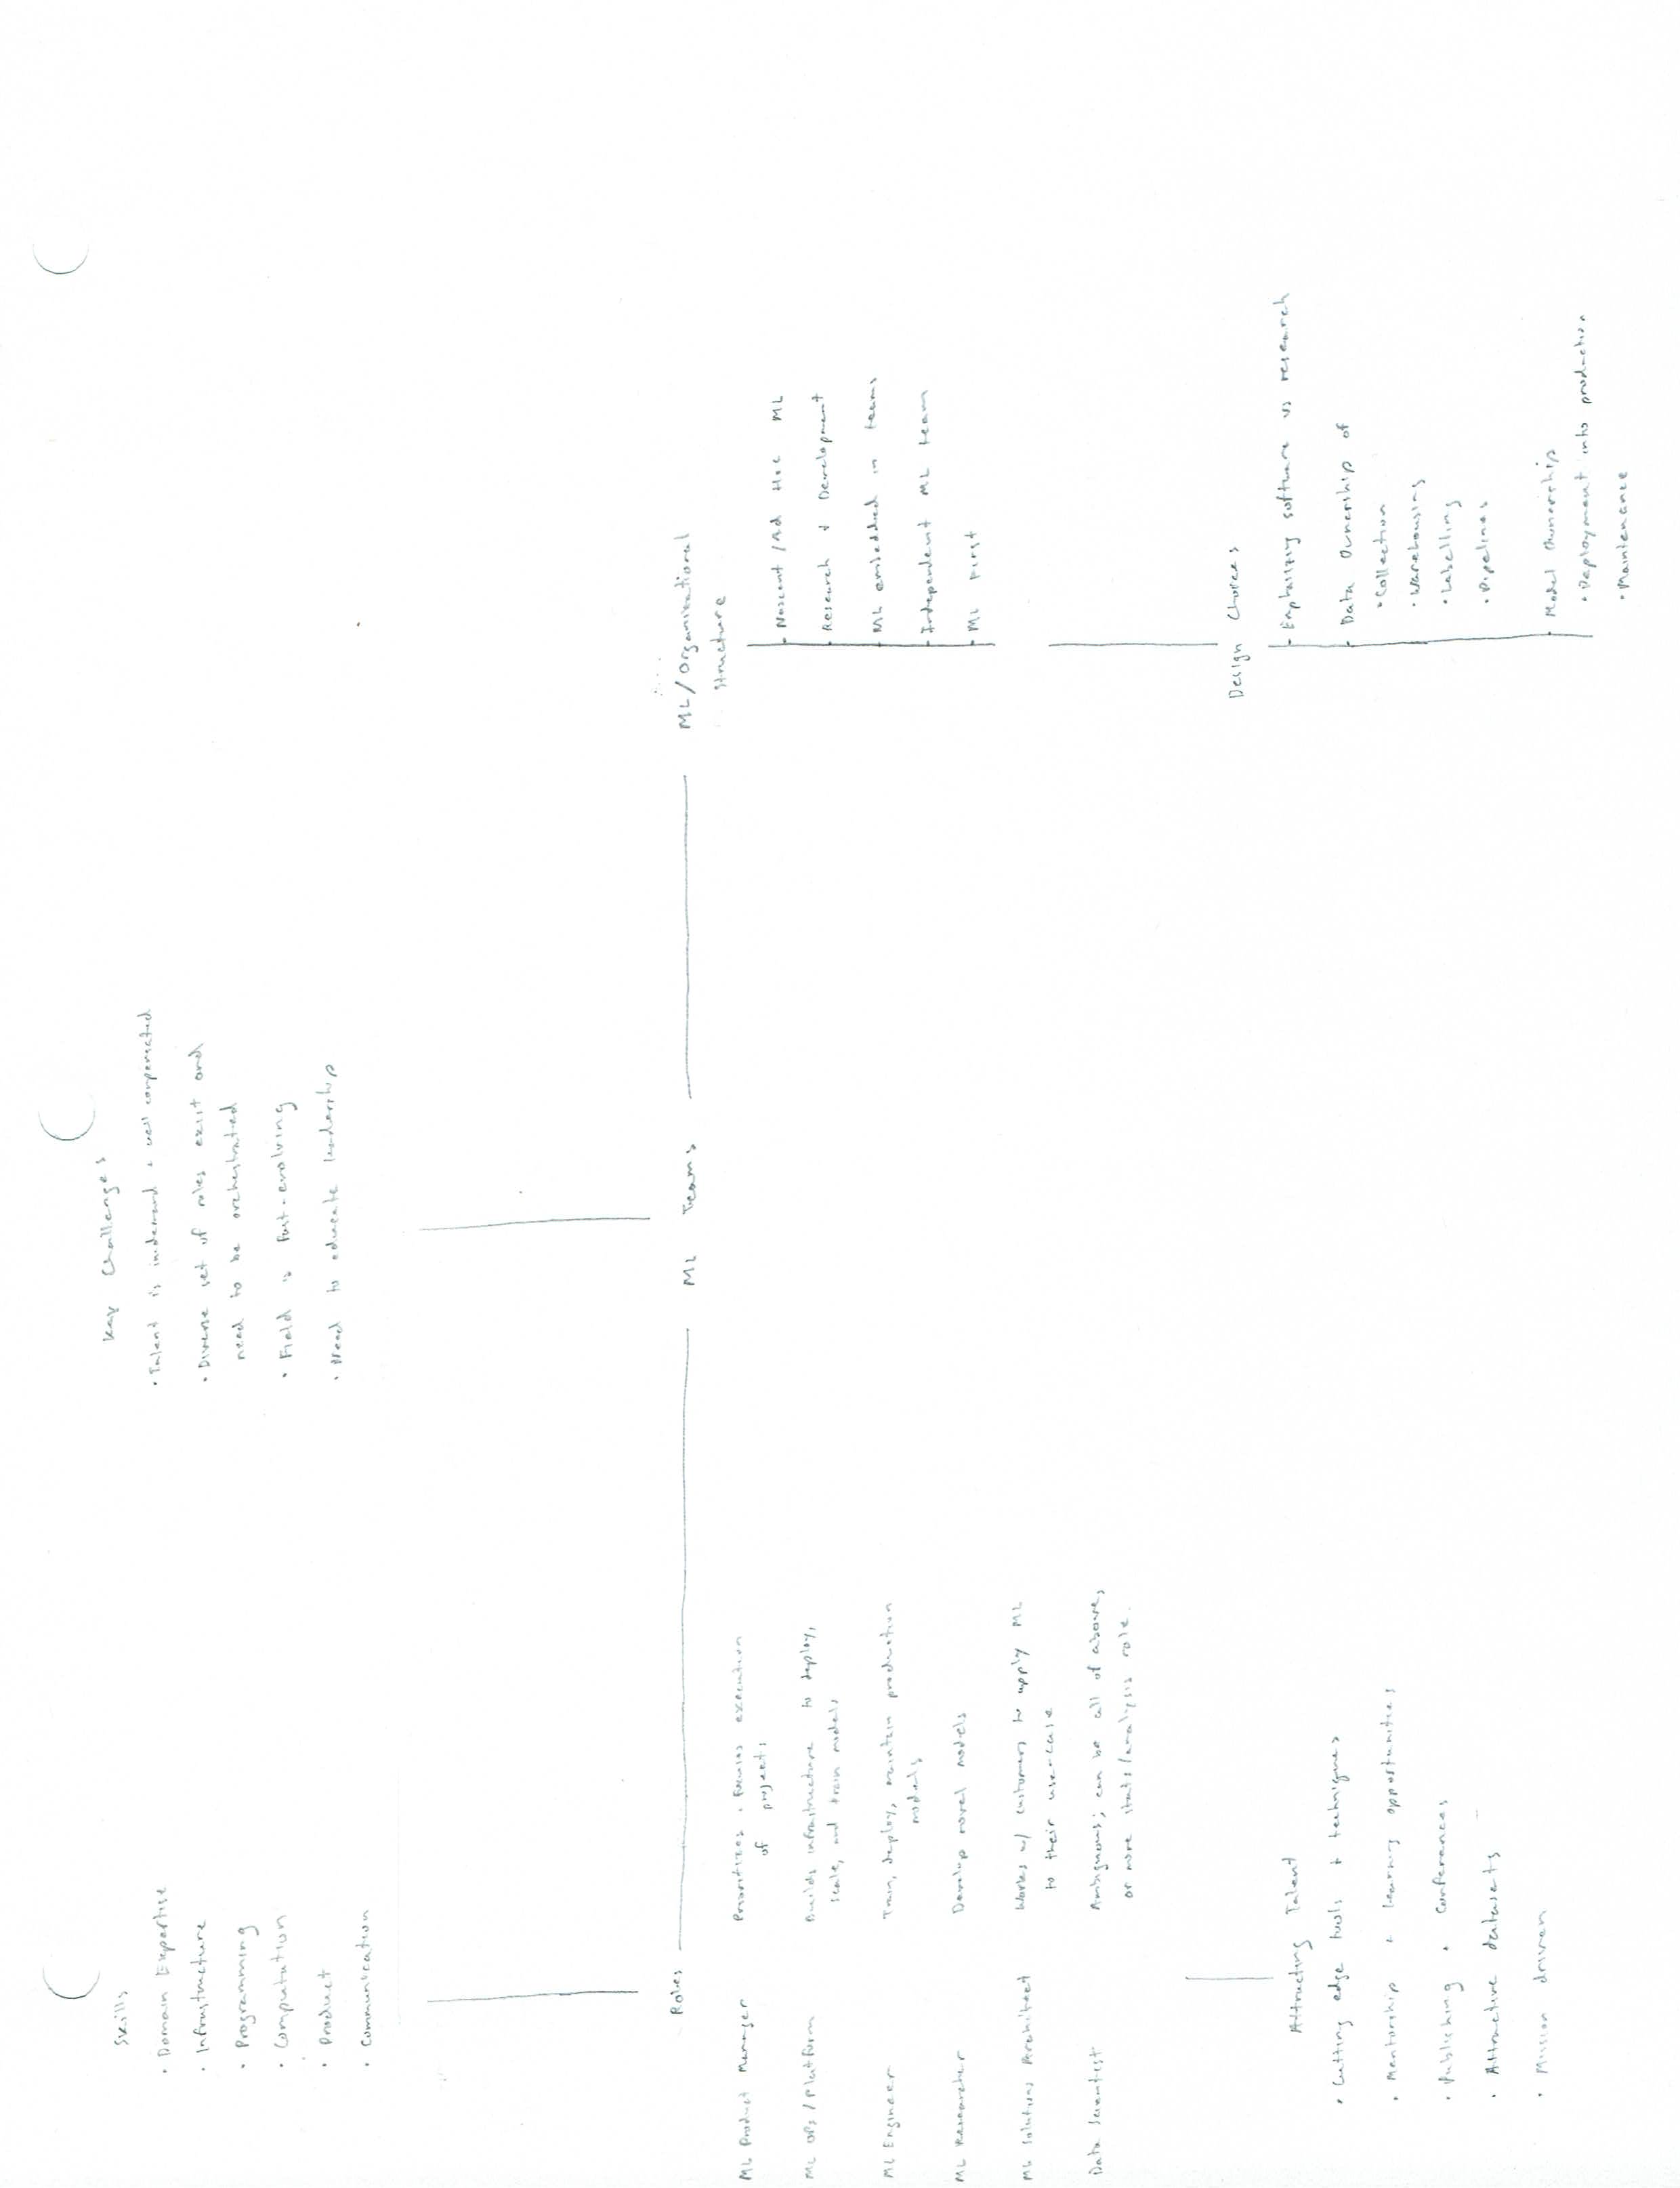 Skills
• Domain Expertise
• Infrastructure
• Programming
• Computation
• Product
• Communication
Key Challenges
• Talent is in demand + well compensated
• Diverse set of roles exist and
need to be orchestrated
• Field is fast-evolving
• Need to educate leadership
Roles
ML Product Manager
Prioritizes + focuses execution
of projects
ML Ops / Platform
Builds infrastructure to deploy,
scale, and train models
ML Engineer
Train, deploy, maintain production
models
ML Researcher
Develop novel models
ML Solutions Architect
Works w/ customers to apply ML
to their use-case
Data Scientist
Ambiguous; can be all of above,
or more stats/analysis role.
Attracting Talent
• Cutting edge tools + techniques
• Mentorship + learning opportunities
• Publishing + Conferences
• Attractive datasets
• Mission driven
ML Teams
ML/Organizational
Structure
Nascent /Ad Hoc ML
Research & Development
ML embedded in teams
Independent ML team
ML First
Design Choices
Emphasizing software vs research
Data Ownership of
• Collection
• Warehousing
• Labelling
• Pipelines
Model Ownership
• Deployment into production
• Maintenance